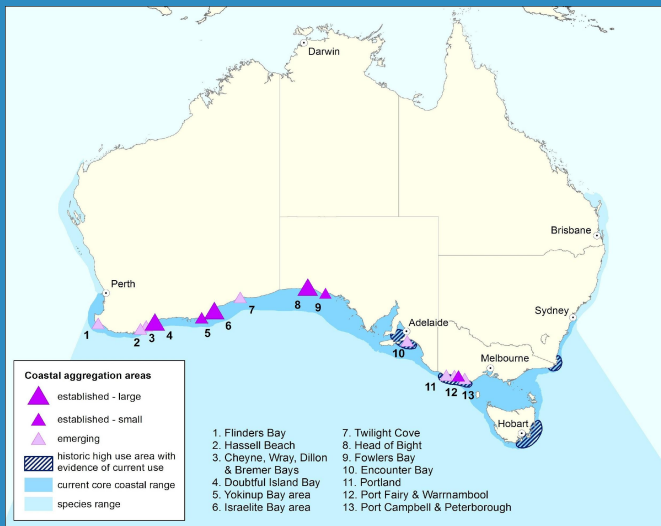 Darwin
Brisbane
Perth
1
2
3
4
5
6
7
8
9
Adelaide
10
Sydney
Melbourne
11
12
13
Hobart
Coastal aggregation areas
established - large
established - small
emerging
historic high use area with
evidence of current use
current core coastal range
species range
1. Flinders Bay
2. Hassell Beach
3. Cheyne, Wray, Dillon
& Bremer Bays
4. Doubtful Island Bay
5. Yokinup Bay area
6. Israelite Bay area
7. Twilight Cove
8. Head of Bight
9. Fowlers Bay
10. Encounter Bay
11. Portland
12. Port Fairy & Warrnambool
13. Port Campbell & Peterborough